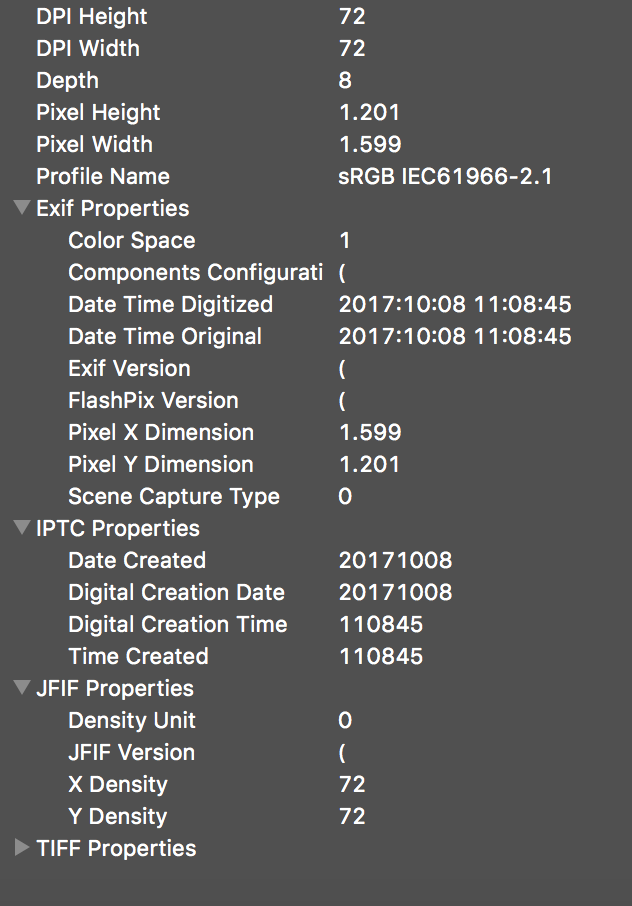 DPI Height 72
DPI Width 72
Depth 8
Pixel Height 1.201
Pixel Width 1.599
Profile Name sRGB IEC61966-2.1
Exif Properties
Color Space 1
Components Configurati (
Date Time Digitized 2017:10:08 11:08:45
Date Time Original 2017:10:08 11:08:45
Exif Version (
FlashPix Version (
Pixel X Dimension 1.599
Pixel Y Dimension 1.201
Scene Capture Type 0
IPTC Properties
Date Created 20171008
Digital Creation Date 20171008
Digital Creation Time 110845
Time Created 110845
JFIF Properties
Density Unit 0
JFIF Version (
X Density 72
Y Density 72
TIFF Properties